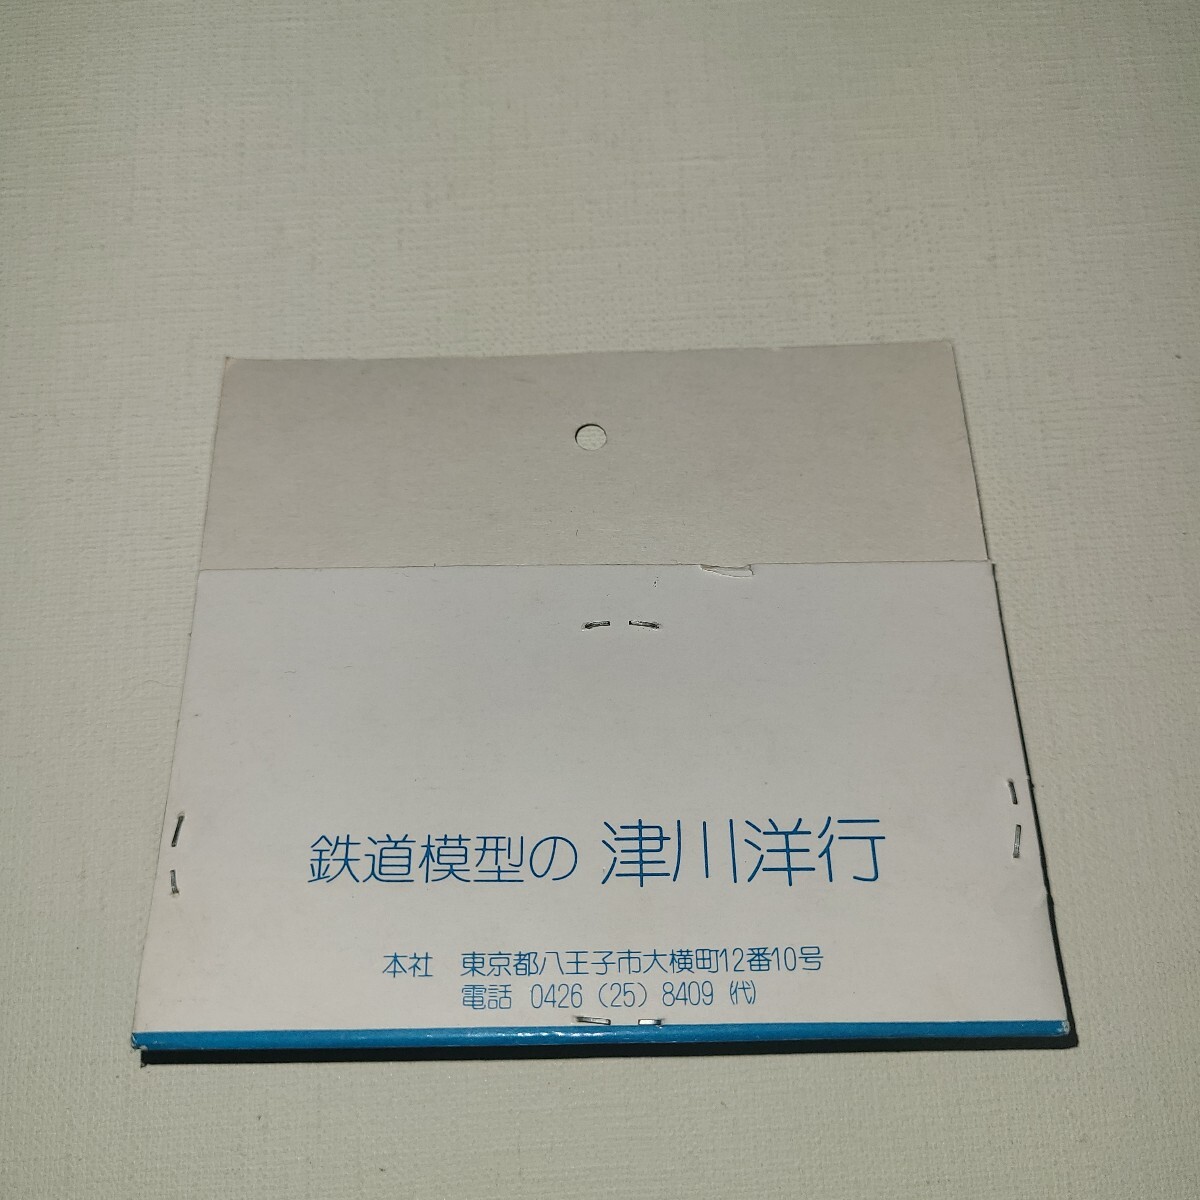 鉄道模型の 津川洋行
本社 東京都八王子市大横町12番10号
電話 0426 (25) 8409 ㈹